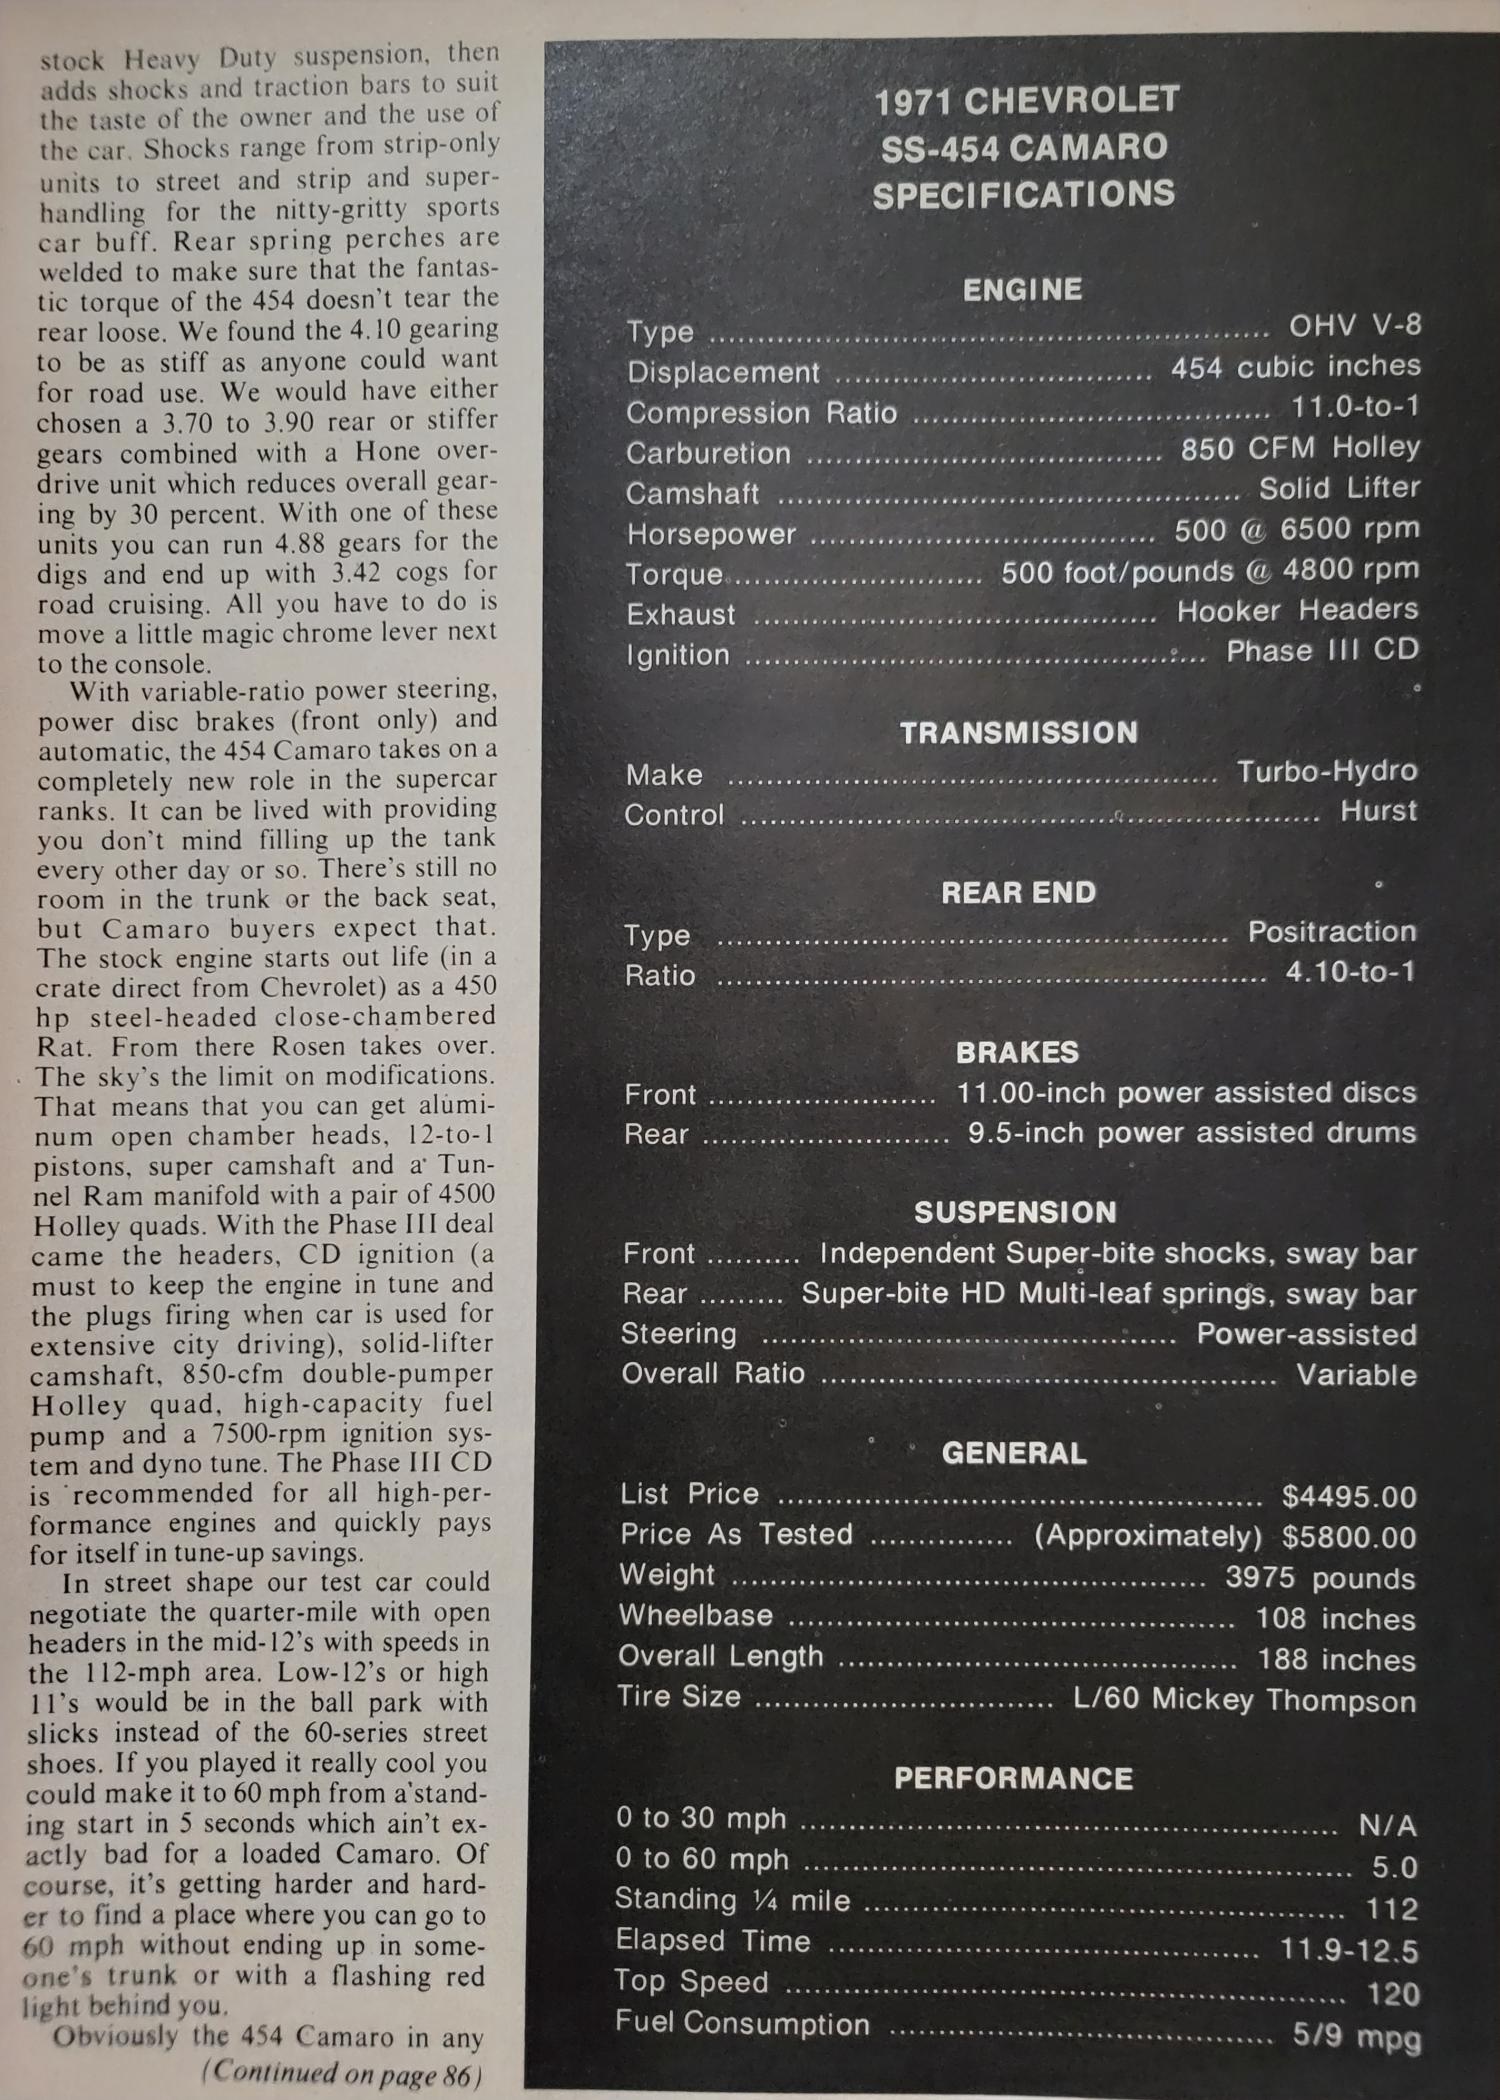 stock Heavy Duty suspension, then
adds shocks and traction bars to suit
the taste of the owner and the use of
the car. Shocks range from strip-only
units to street and strip and super-
handling for the nitty-gritty sports
car buff. Rear spring perches are
welded to make sure that the fantas-
tic torque of the 454 doesn't tear the
rear loose. We found the 4.10 gearing
to be as stiff as anyone could want
for road use. We would have either
chosen a 3.70 to 3.90 rear or stiffer
gears combined with a Hone over-
drive unit which reduces overall gear-
ing by 30 percent. With one of these
units you can run 4.88 gears for the
digs and end up with 3.42 cogs for
road cruising. All you have to do is
move a little magic chrome lever next
to the console.
With variable-ratio power steering,
power disc brakes (front only) and
automatic, the 454 Camaro takes on a
completely new role in the supercar
ranks. It can be lived with providing
you don't mind filling up the tank
every other day or so. There's still no
room in the trunk or the back seat,
but Camaro buyers expect that.
The stock engine starts out life (in a
crate direct from Chevrolet) as a 450
hp steel-headed close-chambered
Rat. From there Rosen takes over.
The sky's the limit on modifications.
That means that you can get alumi-
num open chamber heads, 12-to-1
pistons, super camshaft and a Tun-
nel Ram manifold with a pair of 4500
Holley quads. With the Phase III deal
came the headers, CD ignition (a
must to keep the engine in tune and
the plugs firing when car is used for
extensive city driving), solid-lifter
camshaft, 850-cfm double-pumper
Holley quad, high-capacity fuel
pump and a 7500-rpm ignition sys-
tem and dyno tune. The Phase III CD
is recommended for all high-per-
formance engines and quickly pays
for itself in tune-up savings.
In street shape our test car could
negotiate the quarter-mile with open
headers in the mid-12's with speeds in
the 112-mph area. Low-12's or high
11's would be in the ball park with
slicks instead of the 60-series street
shoes. If you played it really cool you
could make it to 60 mph from a stand-
ing start in 5 seconds which ain't ex-
actly bad for a loaded Camaro. Of
course, it's getting harder and hard-
er to find a place where you can go to
60 mph without ending up in some-
one's trunk or with a flashing red
light behind you.
Obviously the 454 Camaro in any
(Continued on page 86)
1971 CHEVROLET
SS-454 CAMARO
SPECIFICATIONS
ENGINE
Type ........ OHV V-8
Displacement ........ 454 cubic inches
Compression Ratio ........ 11.0-to-1
Carburetion ........ 850 CFM Holley
Camshaft ........ Solid Lifter
Horsepower ........ 500 @ 6500 rpm
Torque ........ 500 foot/pounds @ 4800 rpm
Exhaust ........ Hooker Headers
Ignition ........ Phase III CD
TRANSMISSION
Make ........ Turbo-Hydro
Control ........ Hurst
REAR END
Type ........ Positraction
Ratio ........ 4.10-to-1
BRAKES
Front ........ 11.00-inch power assisted discs
Rear ........ 9.5-inch power assisted drums
SUSPENSION
Front ........ Independent Super-bite shocks, sway bar
Rear ........ Super-bite HD Multi-leaf springs, sway bar
Steering ........ Power-assisted
Overall Ratio ........ Variable
GENERAL
List Price ........ $4495.00
Price As Tested ........ (Approximately) $5800.00
Weight ........ 3975 pounds
Wheelbase ........ 108 inches
Overall Length ........ 188 inches
Tire Size ........ L/60 Mickey Thompson
PERFORMANCE
0 to 30 mph ........ N/A
0 to 60 mph ........ 5.0
Standing ¼ mile ........ 112
Elapsed Time ........ 11.9-12.5
Top Speed ........ 120
Fuel Consumption ........ 5/9 mpg